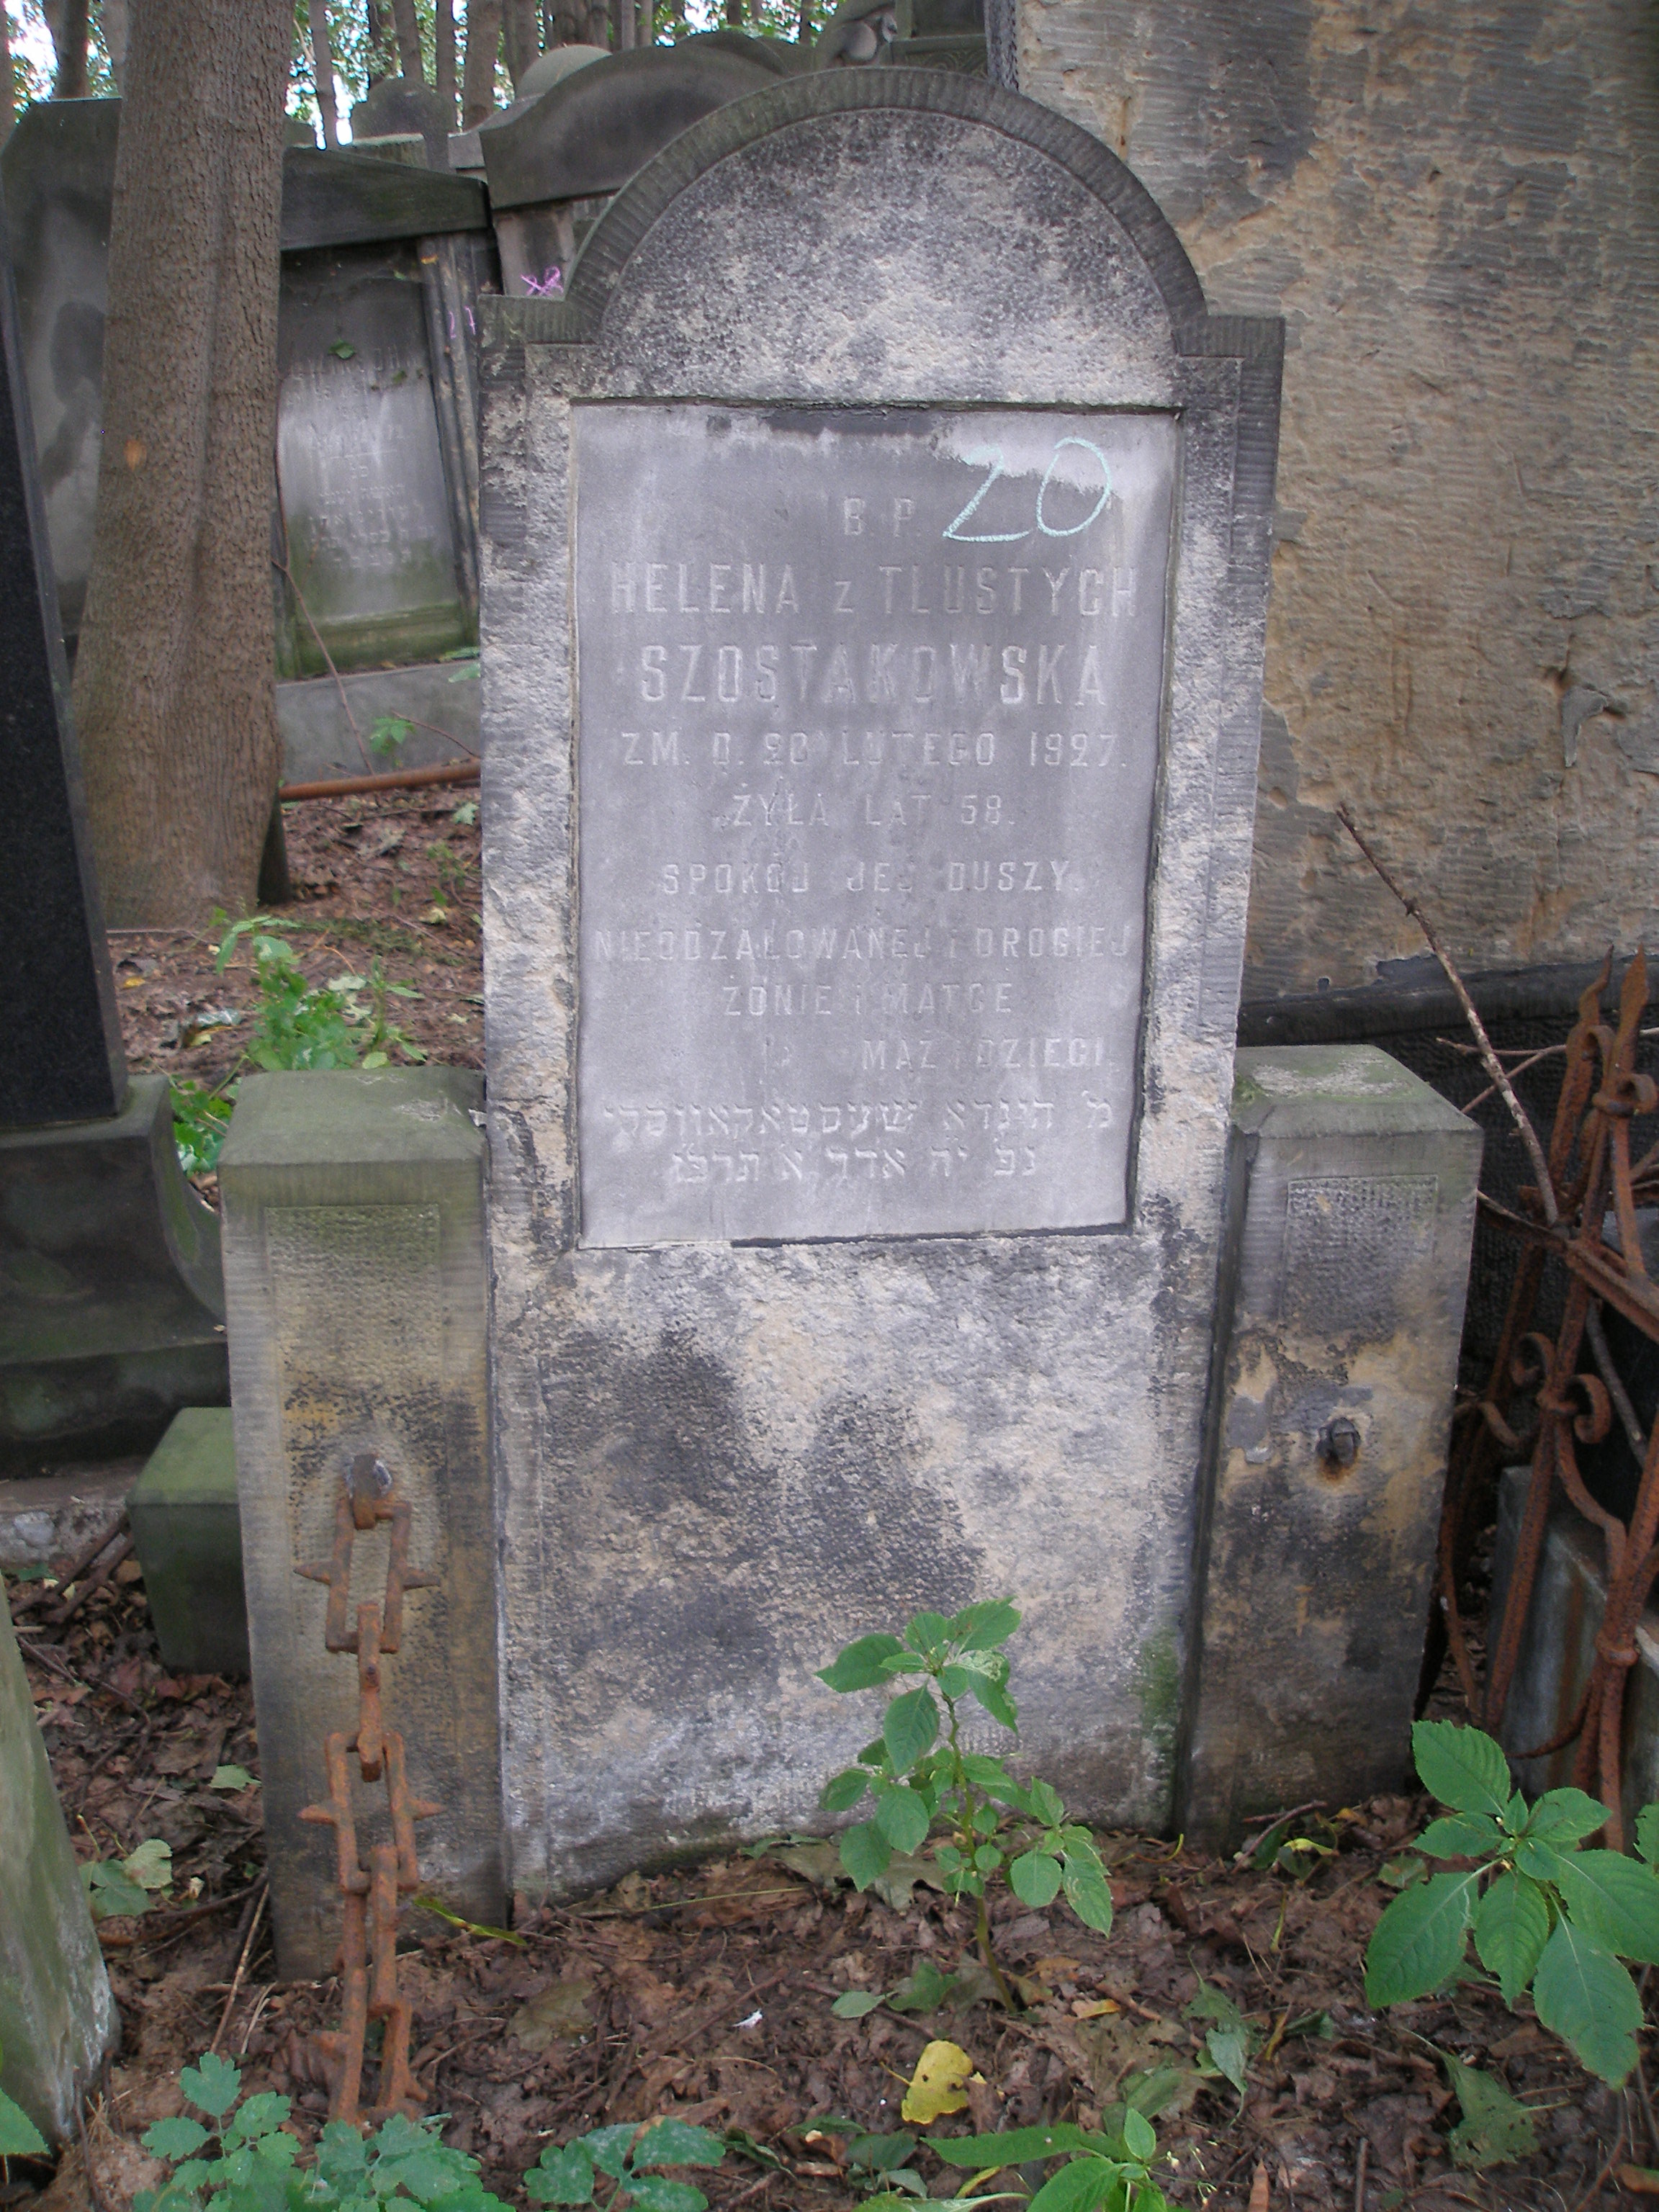 20
B. P.
HELENA z TŁUSTYCH
SZOSTAKOWSKA
ZM. D. 20 LUTEGO 1927.
ŻYŁA LAT 58.
SPOKÓJ JEJ DUSZY.
NIEODŻAŁOWANEJ i DROGIEJ
ŻONIE i MATCE
MĄŻ i DZIECI.
מ׳ הינדא שעסטאקאווסקי
נפ׳ יח אדר א תרפז